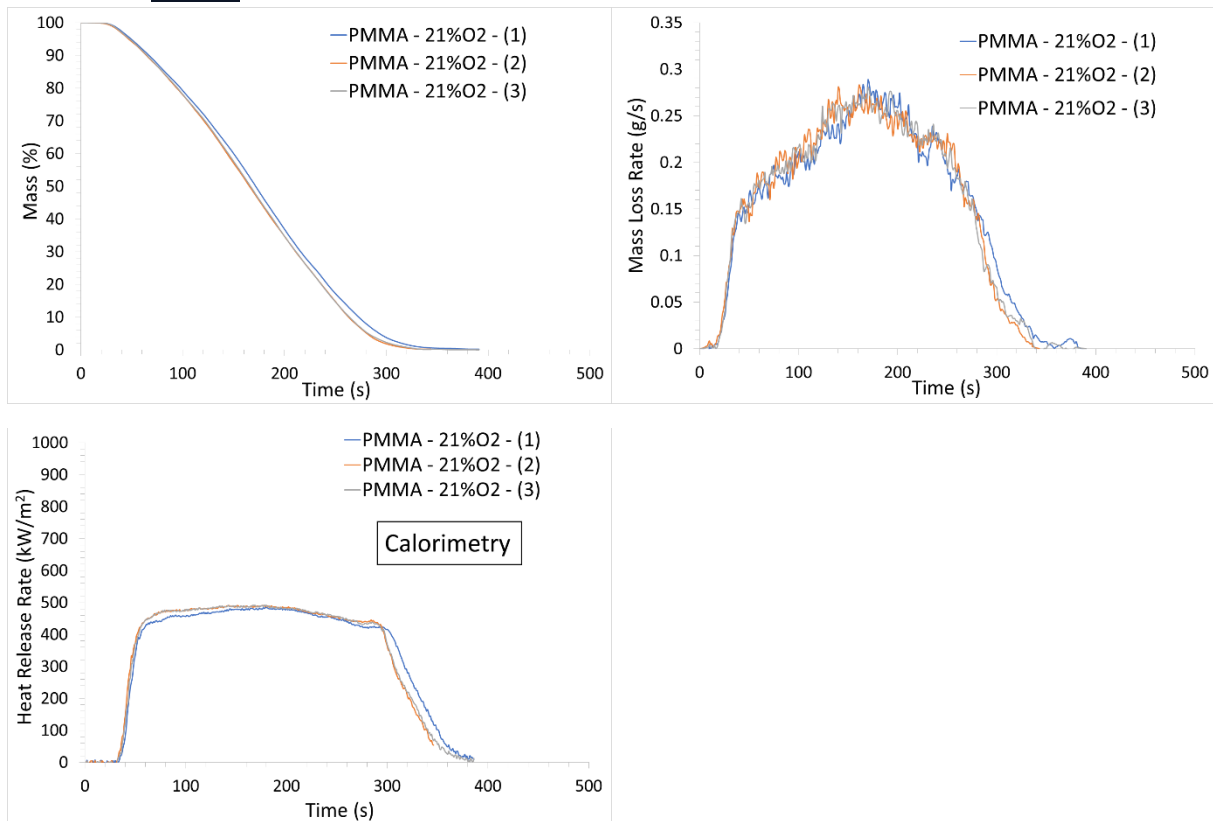 100
90
80
70
60
50
40
30
20
10
0
Mass (%)
0 100 200 300 400 500
Time (s)
PMMA - 21%O2 - (1)
PMMA - 21%O2 - (2)
PMMA - 21%O2 - (3)
0.35
0.3
0.25
0.2
0.15
0.1
0.05
0
Mass Loss Rate (g/s)
0 100 200 300 400 500
Time (s)
PMMA - 21%O2 - (1)
PMMA - 21%O2 - (2)
PMMA - 21%O2 - (3)
1000
900
800
700
600
500
400
300
200
100
0
Heat Release Rate (kW/m²)
0 100 200 300 400 500
Time (s)
PMMA - 21%O2 - (1)
PMMA - 21%O2 - (2)
PMMA - 21%O2 - (3)
Calorimetry